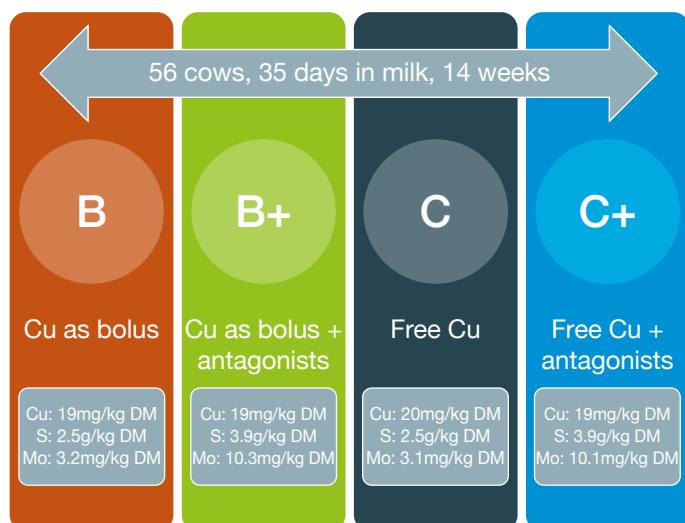 56 cows, 35 days in milk, 14 weeks
B
Cu as bolus
Cu: 19mg/kg DM
S: 2.5g/kg DM
Mo: 3.2mg/kg DM
B+
Cu as bolus +
antagonists
Cu: 19mg/kg DM
S: 3.9g/kg DM
Mo: 10.3mg/kg DM
C
Free Cu
Cu: 20mg/kg DM
S: 2.5g/kg DM
Mo: 3.1mg/kg DM
C+
Free Cu +
antagonists
Cu: 19mg/kg DM
S: 3.9g/kg DM
Mo: 10.1mg/kg DM